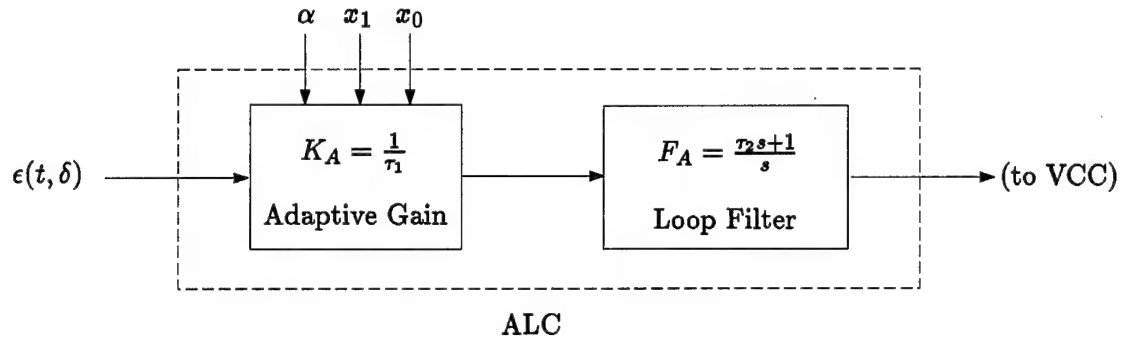 α x₁ x₀
ϵ(t, δ)
K_A = 1/τ₁
Adaptive Gain
F_A = (τ₂s+1)/s
Loop Filter
(to VCC)
ALC